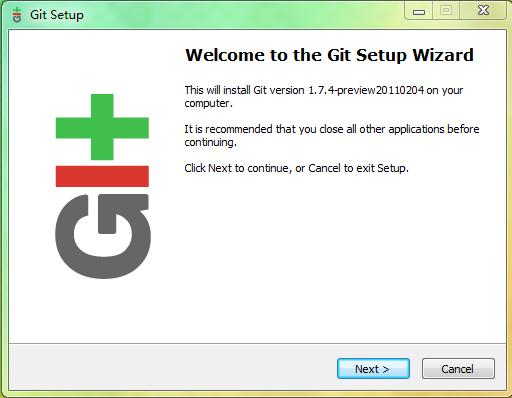 Git Setup
Welcome to the Git Setup Wizard
This will install Git version 1.7.4-preview20110204 on your
computer.
It is recommended that you close all other applications before
continuing.
Click Next to continue, or Cancel to exit Setup.
GIt
Next >
Cancel